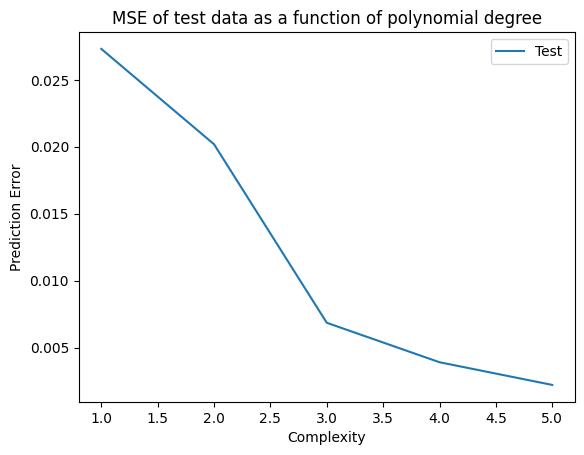 MSE of test data as a function of polynomial degree
Test
Prediction Error
0.025
0.020
0.015
0.010
0.005
1.0 1.5 2.0 2.5 3.0 3.5 4.0 4.5 5.0
Complexity